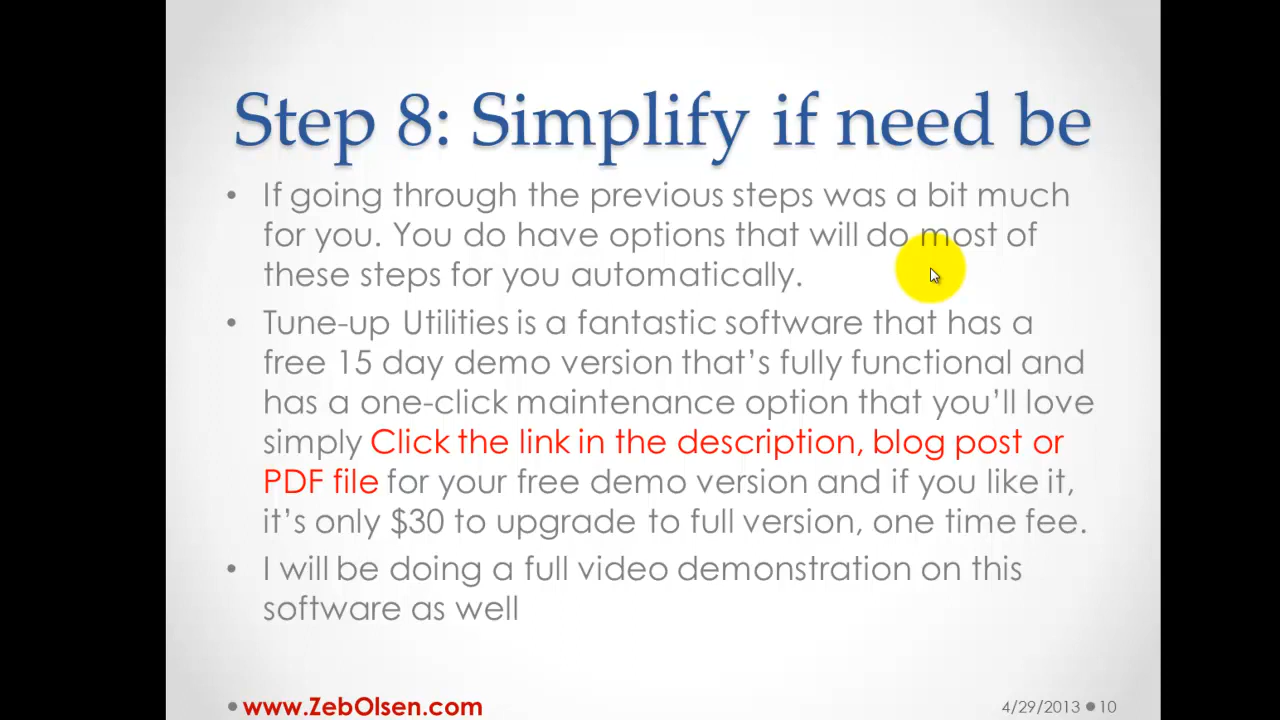 Step 8: Simplify if need be
• If going through the previous steps was a bit much
for you. You do have options that will do most of
these steps for you automatically.
• Tune-up Utilities is a fantastic software that has a
free 15 day demo version that's fully functional and
has a one-click maintenance option that you'll love
simply Click the link in the description, blog post or
PDF file for your free demo version and if you like it,
it's only $30 to upgrade to full version, one time fee.
• I will be doing a full video demonstration on this
software as well
• www.ZebOlsen.com
4/29/2013 • 10